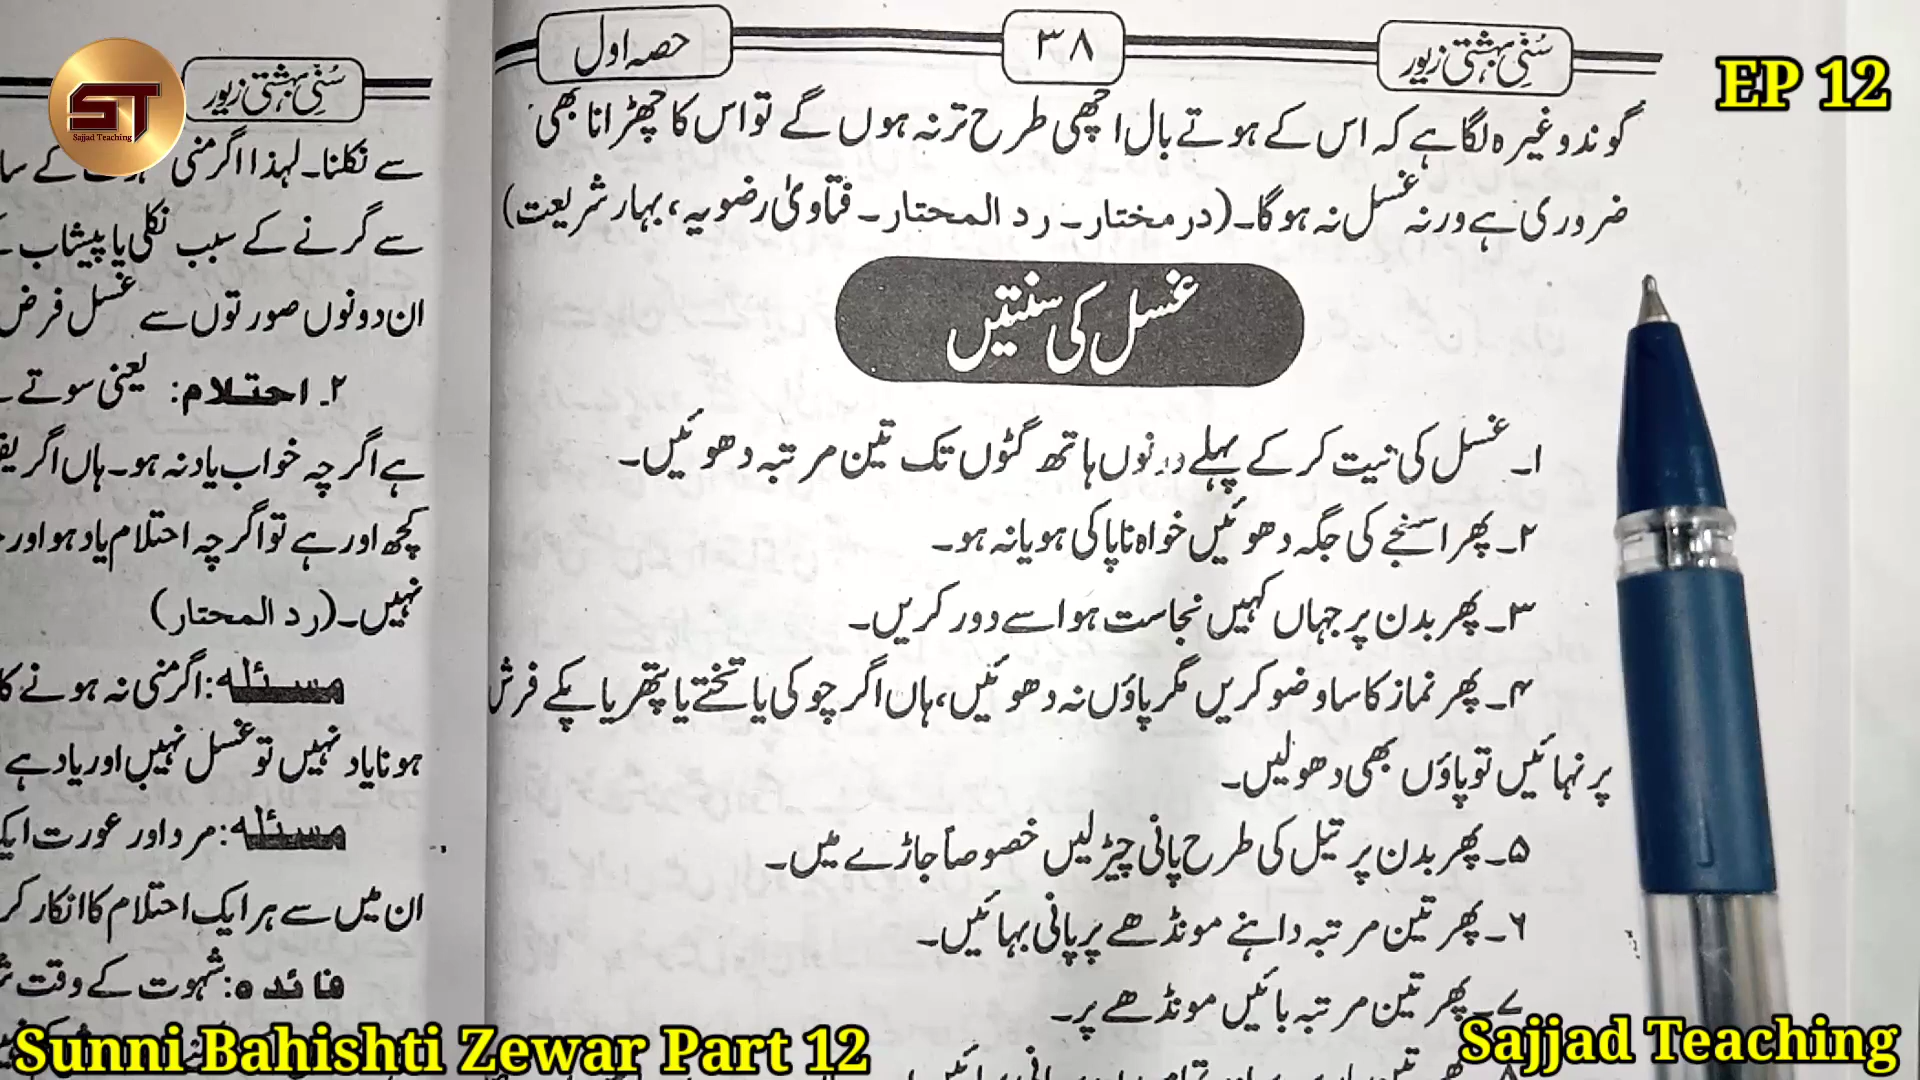 سُنّی بہشتی زیور
۳۸
حصہ اول
گوند وغیرہ لگا ہے کہ اس کے ہوتے بال اچھی طرح تر نہ ہوں گے تو اس کا چھڑانا بھی
ضروری ہے ورنہ غسل نہ ہوگا۔ (در مختار۔ رد المحتار۔ فتاویٰ رضویہ، بہار شریعت)
غسل کی سنتیں
۱۔ غسل کی نیت کر کے پہلے دونوں ہاتھ گٹوں تک تین مرتبہ دھوئیں۔
۲۔ پھر استنجے کی جگہ دھوئیں خواہ ناپاکی ہو یا نہ ہو۔
۳۔ پھر بدن پر جہاں کہیں نجاست ہو اسے دور کریں۔
۴۔ پھر نماز کا سا وضو کریں مگر پاؤں نہ دھوئیں، ہاں اگر چوکی یا تختے یا پتھر یا پکے فرش
پر نہائیں تو پاؤں بھی دھولیں۔
۵۔ پھر بدن پر تیل کی طرح پانی چپڑ لیں خصوصاً جاڑے میں۔
۶۔ پھر تین مرتبہ داہنے مونڈھے پر پانی بہائیں۔
۷۔ پھر تین مرتبہ بائیں مونڈھے پر۔
سُنّی بہشتی زیور
سے نکلنا۔ لہذا اگر منی
سے گرنے کے سبب نکلی یا پیشاب
ان دونوں صورتوں سے غسل فرض
۲۔ احتلام: یعنی سوتے
ہے اگرچہ خواب یاد نہ ہو۔ ہاں اگر
کچھ اور ہے تو اگرچہ احتلام یاد ہو اور
نہیں۔ (رد المحتار)
مسئلہ: اگر منی نہ ہونے کا
ہونا یاد نہیں تو غسل نہیں اور یاد ہے
مسئلہ: مرد اور عورت ایک
ان میں سے ہر ایک احتلام کا انکار کر
فائدہ: شہوت کے وقت
ST
Sajjad Teaching
EP 12
Sunni Bahishti Zewar Part 12
Sajjad Teaching